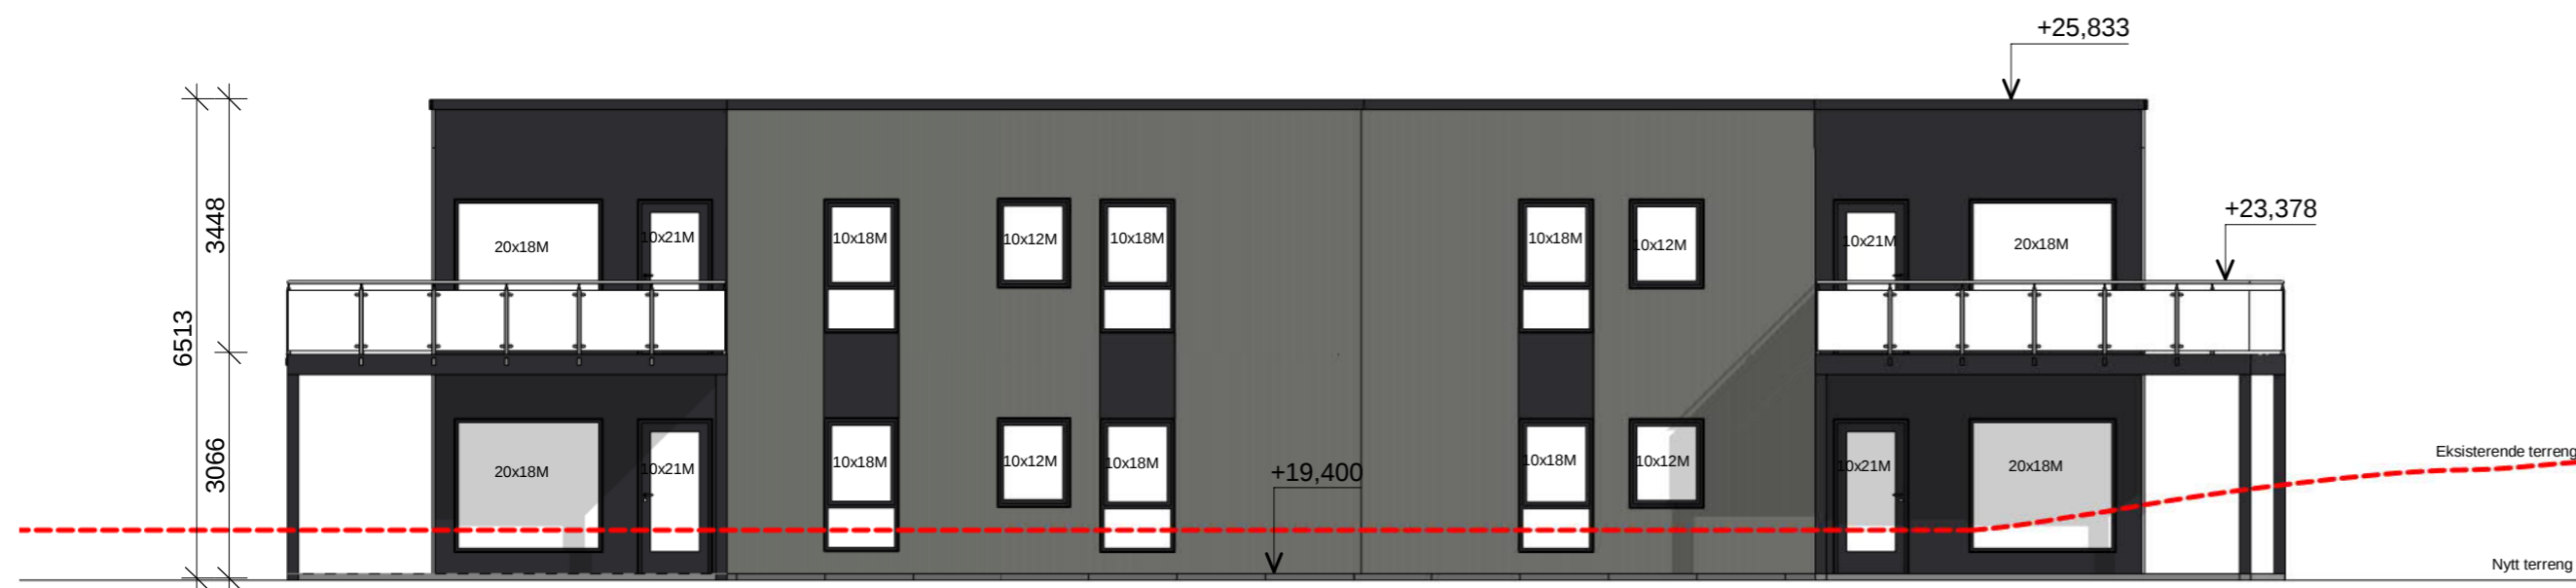 +25,833
3448
+23,378
20x18M
10x21M
10x18M
10x12M
10x18M
10x18M
10x12M
10x21M
20x18M
6513
3066
+19,400
20x18M
10x21M
10x18M
10x12M
10x18M
10x18M
10x12M
10x21M
20x18M
Eksisterende terreng
Nytt terreng